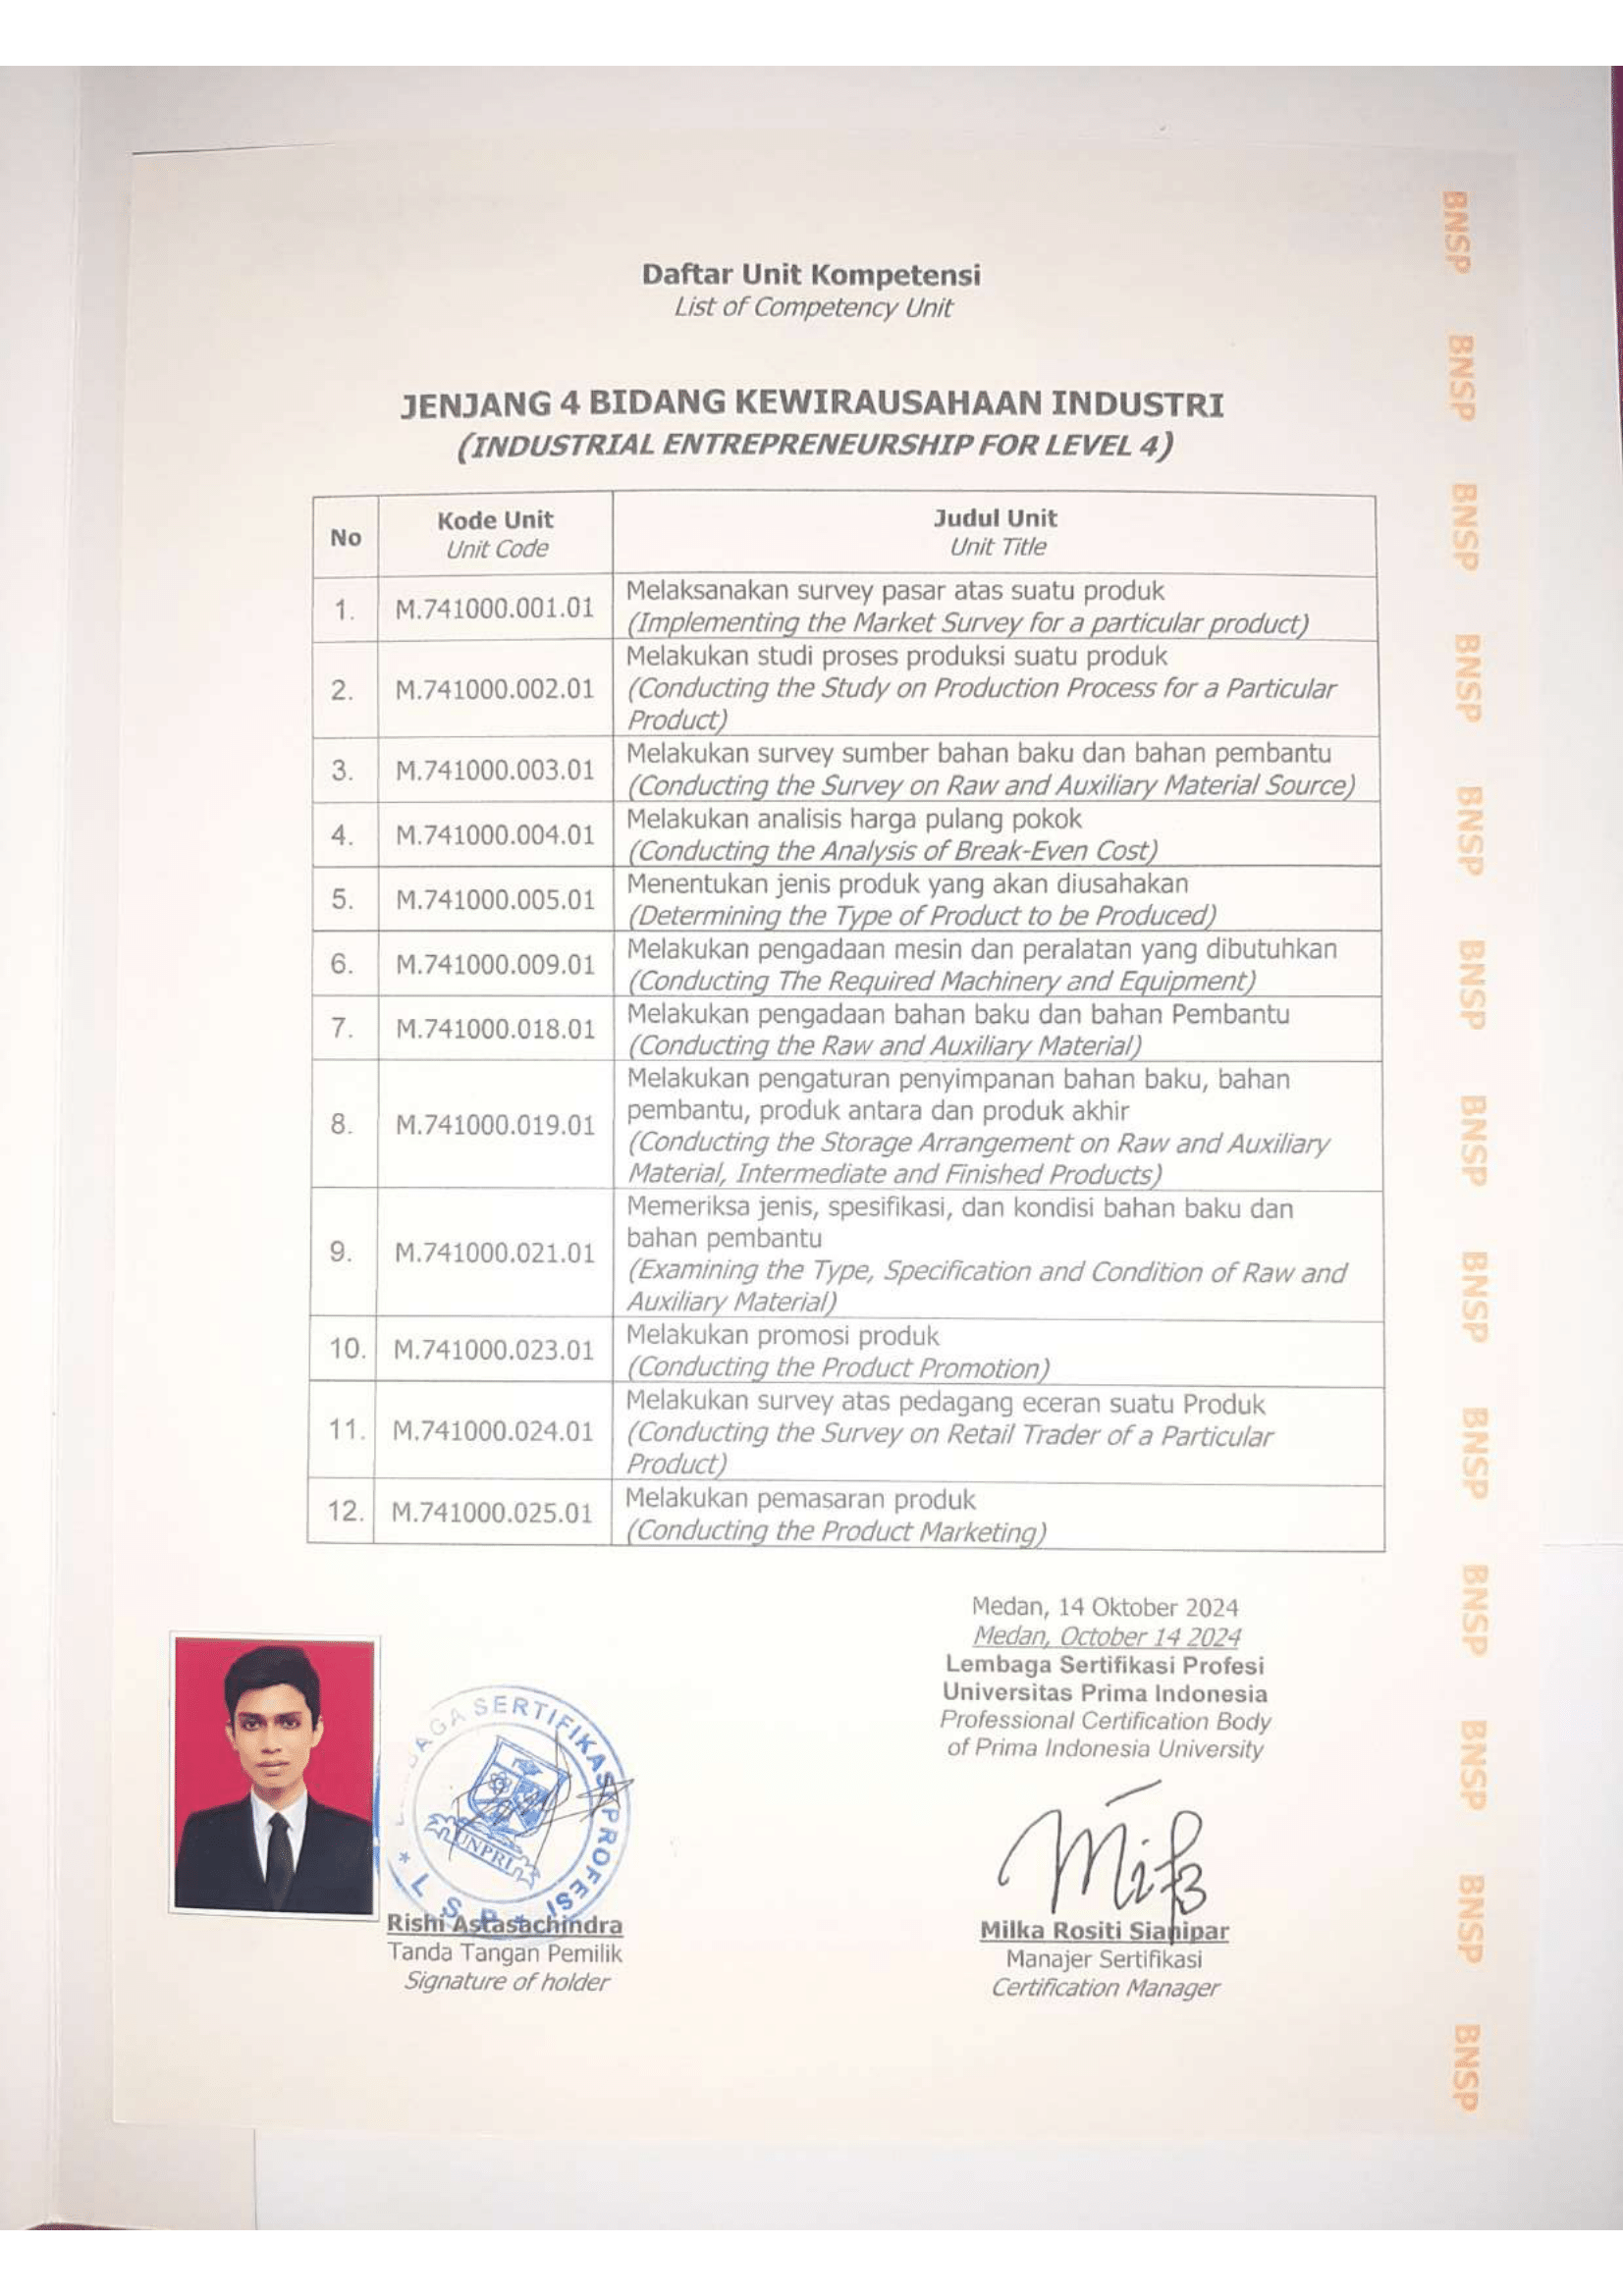 Daftar Unit Kompetensi
List of Competency Unit
JENJANG 4 BIDANG KEWIRAUSAHAAN INDUSTRI
(INDUSTRIAL ENTREPRENEURSHIP FOR LEVEL 4)
No
Kode Unit
Unit Code
Judul Unit
Unit Title
1.
M.741000.001.01
Melaksanakan survey pasar atas suatu produk
(Implementing the Market Survey for a particular product)
2.
M.741000.002.01
Melakukan studi proses produksi suatu produk
(Conducting the Study on Production Process for a Particular
Product)
3.
M.741000.003.01
Melakukan survey sumber bahan baku dan bahan pembantu
(Conducting the Survey on Raw and Auxiliary Material Source)
4.
M.741000.004.01
Melakukan analisis harga pulang pokok
(Conducting the Analysis of Break-Even Cost)
5.
M.741000.005.01
Menentukan jenis produk yang akan diusahakan
(Determining the Type of Product to be Produced)
6.
M.741000.009.01
Melakukan pengadaan mesin dan peralatan yang dibutuhkan
(Conducting The Required Machinery and Equipment)
7.
M.741000.018.01
Melakukan pengadaan bahan baku dan bahan Pembantu
(Conducting the Raw and Auxiliary Material)
8.
M.741000.019.01
Melakukan pengaturan penyimpanan bahan baku, bahan
pembantu, produk antara dan produk akhir
(Conducting the Storage Arrangement on Raw and Auxiliary
Material, Intermediate and Finished Products)
9.
M.741000.021.01
Memeriksa jenis, spesifikasi, dan kondisi bahan baku dan
bahan pembantu
(Examining the Type, Specification and Condition of Raw and
Auxiliary Material)
10.
M.741000.023.01
Melakukan promosi produk
(Conducting the Product Promotion)
11.
M.741000.024.01
Melakukan survey atas pedagang eceran suatu Produk
(Conducting the Survey on Retail Trader of a Particular
Product)
12.
M.741000.025.01
Melakukan pemasaran produk
(Conducting the Product Marketing)
Medan, 14 Oktober 2024
Medan, October 14 2024
Lembaga Sertifikasi Profesi
Universitas Prima Indonesia
Professional Certification Body
of Prima Indonesia University
SERTIFIKASI PROFESI
UNPRI
* L S P *
Rishi Astasachindra
Tanda Tangan Pemilik
Signature of holder
Milka Rositi Sianipar
Manajer Sertifikasi
Certification Manager
BNSP
BNSP
BNSP
BNSP
BNSP
BNSP
BNSP
BNSP
BNSP
BNSP
BNSP
BNSP
BNSP